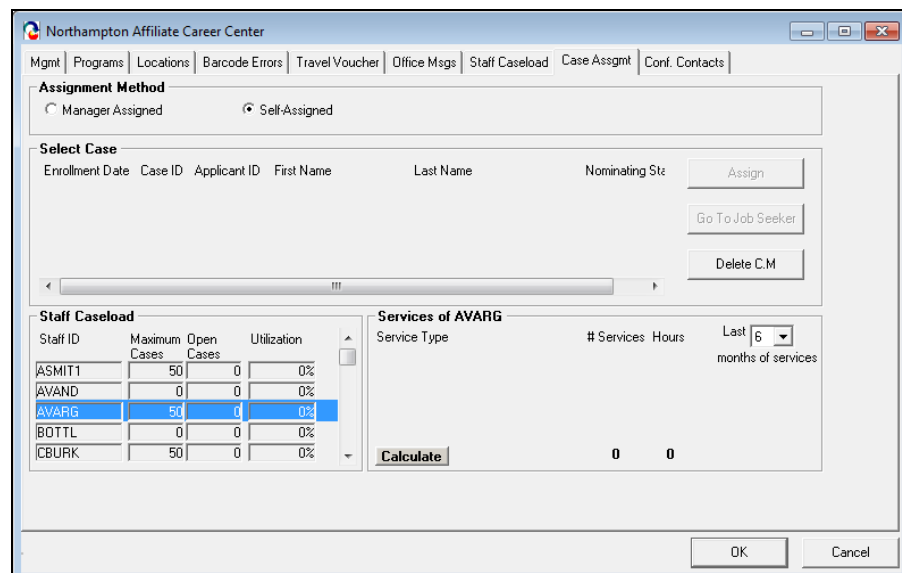 Northampton Affiliate Career Center
Mgmt Programs Locations Barcode Errors Travel Voucher Office Msgs Staff Caseload Case Assgmt Conf. Contacts
Assignment Method
Manager Assigned Self-Assigned
Select Case
Enrollment Date Case ID Applicant ID First Name Last Name Nominating Sta
Assign
Go To Job Seeker
Delete C.M
Staff Caseload
Staff ID Maximum Cases Open Cases Utilization
ASMIT1 50 0 0%
AVAND 0 0 0%
AVARG 50 0 0%
BOTTL 0 0 0%
CBURK 50 0 0%
Services of AVARG
Service Type # Services Hours Last 6
months of services
Calculate 0 0
OK Cancel